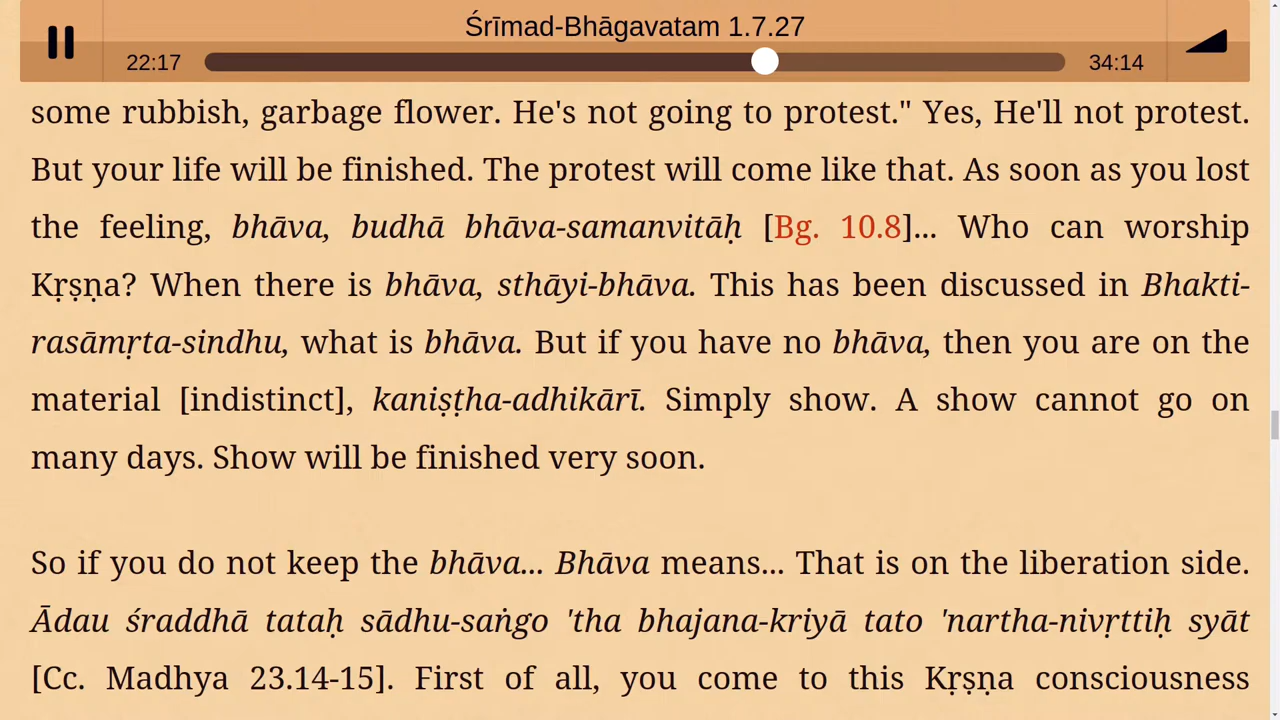 Śrīmad-Bhāgavatam 1.7.27
22:17
34:14
some rubbish, garbage flower. He's not going to protest." Yes, He'll not protest.
But your life will be finished. The protest will come like that. As soon as you lost
the feeling, bhāva, budhā bhāva-samanvitāḥ [Bg. 10.8]... Who can worship
Kṛṣṇa? When there is bhāva, sthāyi-bhāva. This has been discussed in Bhakti-
rasāmṛta-sindhu, what is bhāva. But if you have no bhāva, then you are on the
material [indistinct], kaniṣṭha-adhikārī. Simply show. A show cannot go on
many days. Show will be finished very soon.
So if you do not keep the bhāva... Bhāva means... That is on the liberation side.
Ādau śraddhā tataḥ sādhu-saṅgo 'tha bhajana-kriyā tato 'nartha-nivṛttiḥ syāt
[Cc. Madhya 23.14-15]. First of all, you come to this Kṛṣṇa consciousness